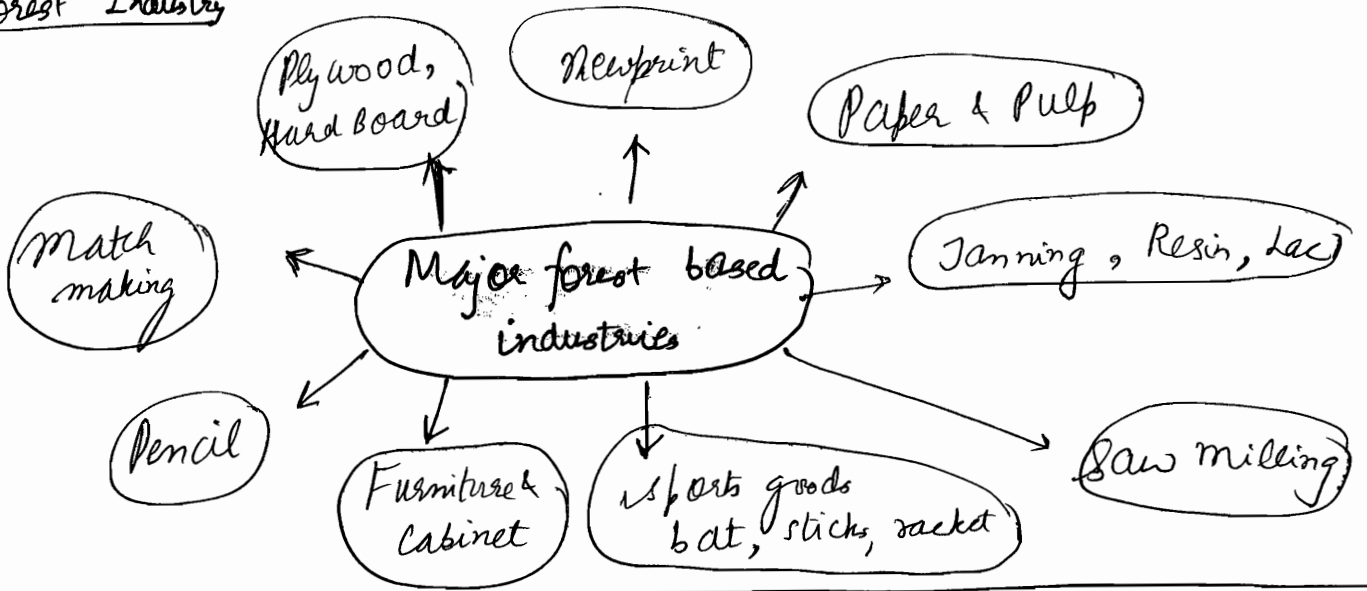 Forest Industry
Plywood,
Hard Board
Newprint
Paper & Pulp
Match
making
Major forest based
industries
Tanning, Resin, Lac
Pencil
Furniture &
Cabinet
sports goods
bat, sticks, racket
Saw milling